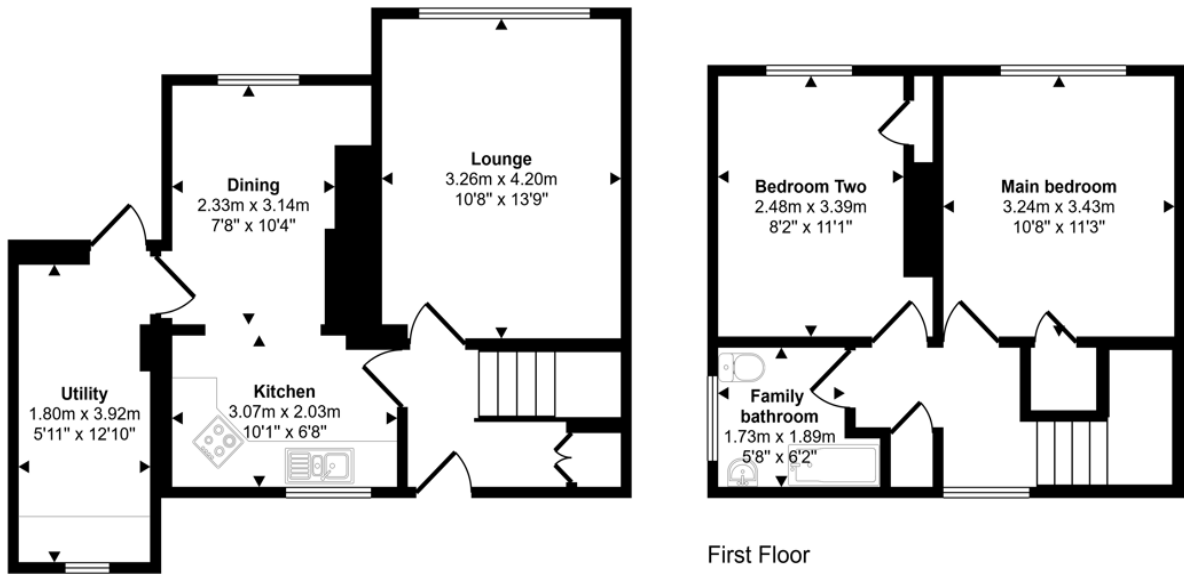 Lounge
3.26m x 4.20m
10'8" x 13'9"
Dining
2.33m x 3.14m
7'8" x 10'4"
Utility
1.80m x 3.92m
5'11" x 12'10"
Kitchen
3.07m x 2.03m
10'1" x 6'8"
Bedroom Two
2.48m x 3.39m
8'2" x 11'1"
Main bedroom
3.24m x 3.43m
10'8" x 11'3"
Family
bathroom
1.73m x 1.89m
5'8" x 6'2"
First Floor